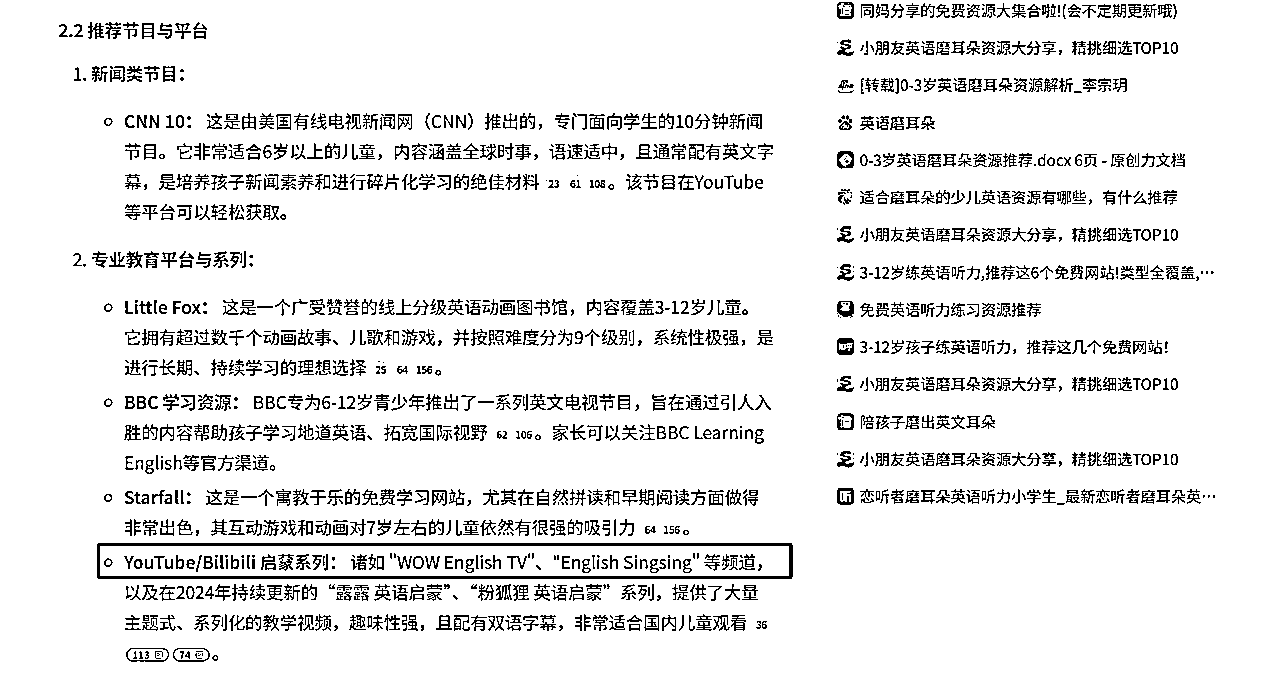 2.2 推荐节目与平台
1. 新闻类节目：
CNN 10： 这是由美国有线电视新闻网（CNN）推出的，专门面向学生的10分钟新闻
节目。它非常适合6岁以上的儿童，内容涵盖全球时事，语速适中，且通常配有英文字
幕，是培养孩子新闻素养和进行碎片化学习的绝佳材料 23 61 108 。该节目在YouTube
等平台可以轻松获取。
2. 专业教育平台与系列：
Little Fox： 这是一个广受赞誉的线上分级英语动画图书馆，内容覆盖3-12岁儿童。
它拥有超过数千个动画故事、儿歌和游戏，并按照难度分为9个级别，系统性极强，是
进行长期、持续学习的理想选择 25 64 156 。
BBC 学习资源： BBC专为6-12岁青少年推出了一系列英文电视节目，旨在通过引人入
胜的内容帮助孩子学习地道英语、拓宽国际视野 62 106 。家长可以关注BBC Learning
English等官方渠道。
Starfall： 这是一个寓教于乐的免费学习网站，尤其在自然拼读和早期阅读方面做得
非常出色，其互动游戏和动画对7岁左右的儿童依然有很强的吸引力 64 156 。
YouTube/Bilibili 启蒙系列： 诸如 "WOW English TV"、"English Singsing" 等频道，
以及在2024年持续更新的“露露 英语启蒙”、“粉狐狸 英语启蒙”系列，提供了大量
主题式、系列化的教学视频，趣味性强，且配有双语字幕，非常适合国内儿童观看 36
113 74 。
同妈分享的免费资源大集合啦!(会不定期更新哦)
小朋友英语磨耳朵资源大分享，精挑细选TOP10
[转载]0-3岁英语磨耳朵资源解析_李宗玥
英语磨耳朵
0-3岁英语磨耳朵资源推荐.docx 6页 - 原创力文档
适合磨耳朵的少儿英语资源有哪些，有什么推荐
小朋友英语磨耳朵资源大分享，精挑细选TOP10
3-12岁练英语听力,推荐这6个免费网站!类型全覆盖,…
免费英语听力练习资源推荐
3-12岁孩子练英语听力，推荐这几个免费网站！
小朋友英语磨耳朵资源大分享，精挑细选TOP10
陪孩子磨出英文耳朵
小朋友英语磨耳朵资源大分享，精挑细选TOP10
恋听者磨耳朵英语听力小学生_最新恋听者磨耳朵英…